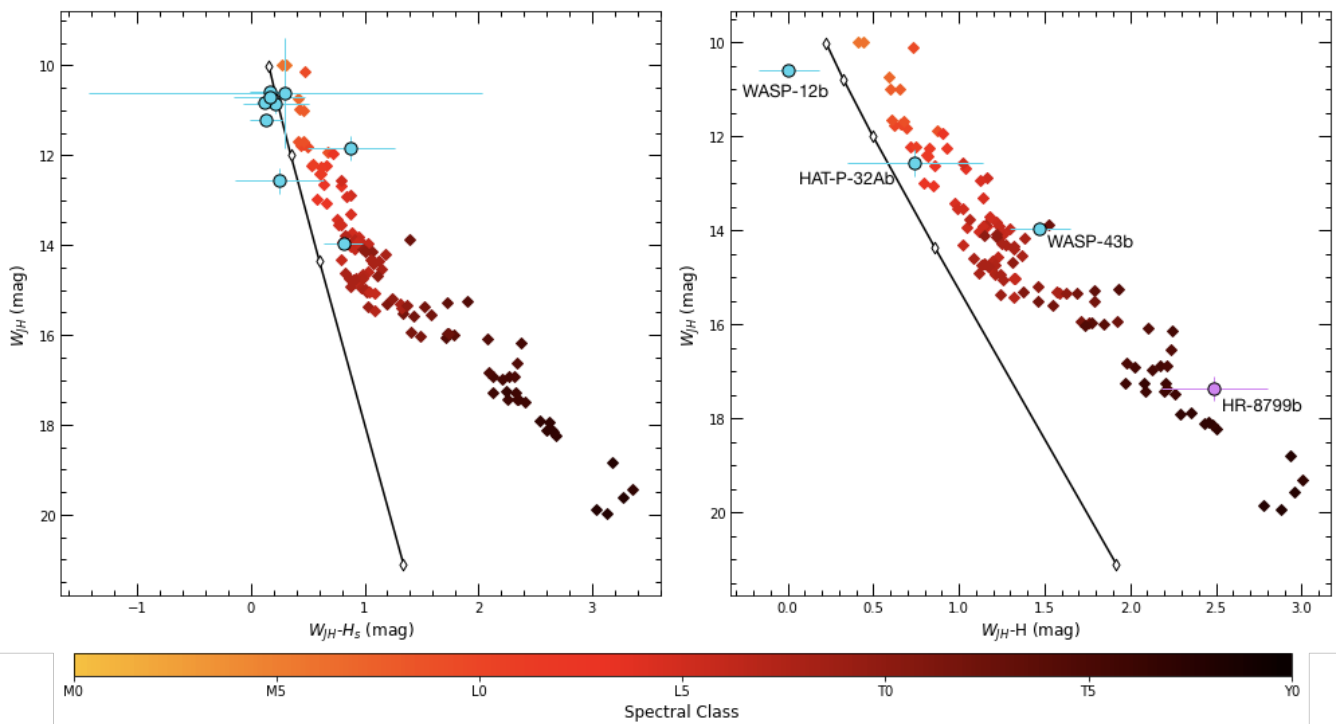 10
12
14
16
18
20
W_JH (mag)
−1
0
1
2
3
W_JH-H_s (mag)
10
12
14
16
18
20
W_JH (mag)
WASP-12b
HAT-P-32Ab
WASP-43b
HR-8799b
0.0
0.5
1.0
1.5
2.0
2.5
3.0
W_JH-H (mag)
M0
M5
L0
L5
T0
T5
Y0
Spectral Class